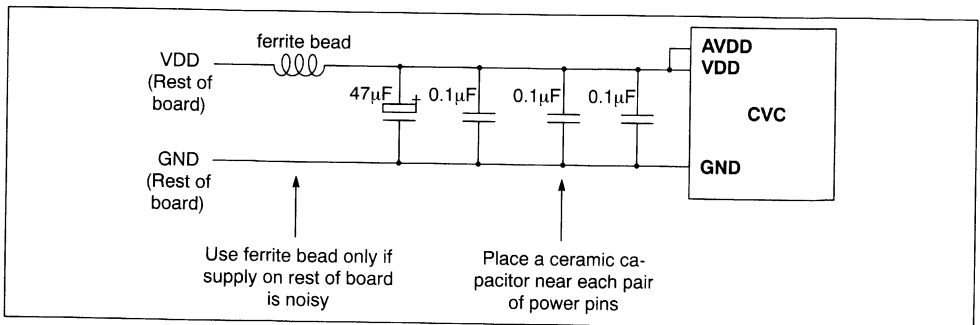 ferrite bead
VDD
(Rest of
board)
47µF
+
0.1µF
0.1µF
0.1µF
AVDD
VDD
CVC
GND
GND
(Rest of
board)
Use ferrite bead only if
supply on rest of board
is noisy
Place a ceramic ca-
pacitor near each pair
of power pins